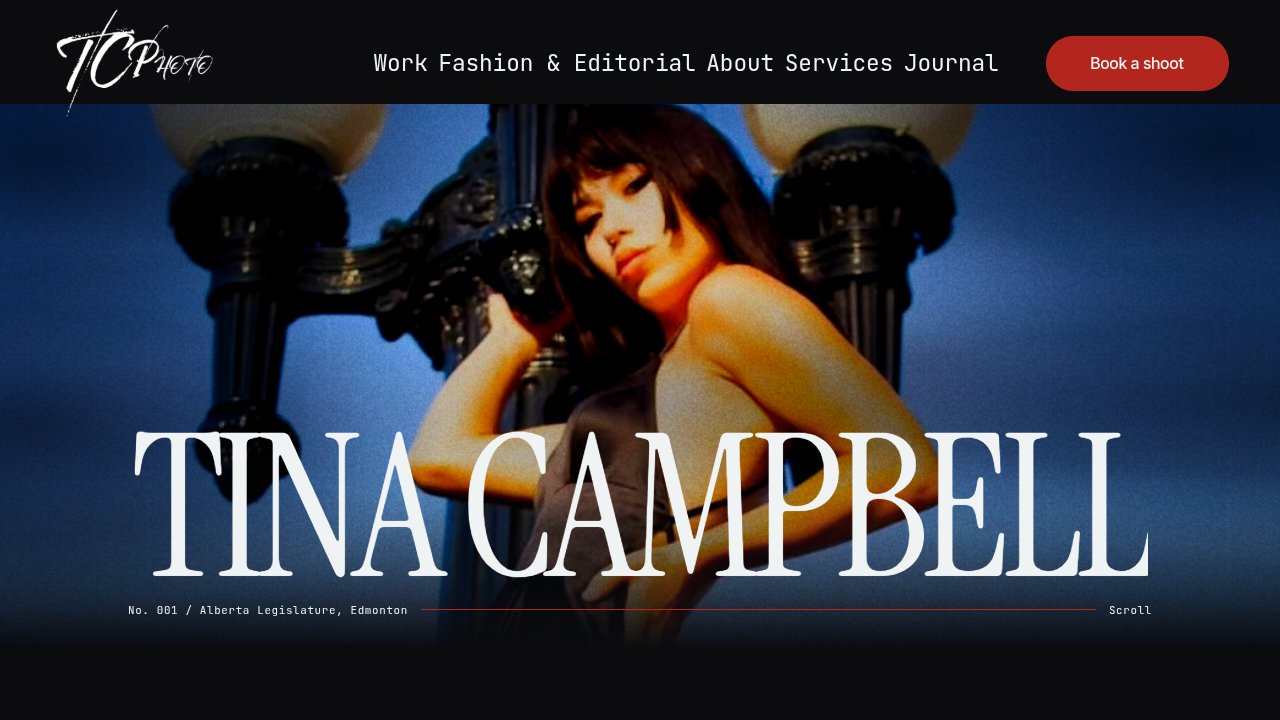 TCPHOTO
Work Fashion & Editorial About Services Journal
Book a shoot
TINA CAMPBELL
No. 001 / Alberta Legislature, Edmonton
Scroll